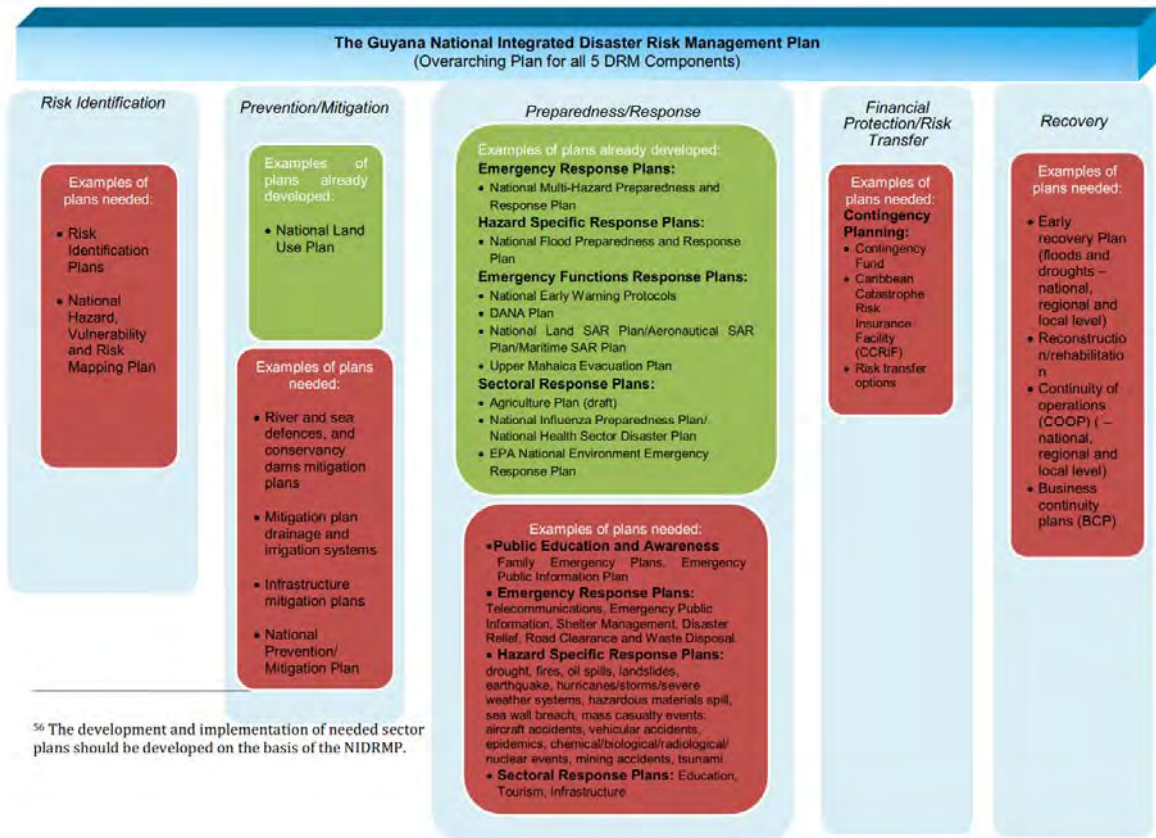 The Guyana National Integrated Disaster Risk Management Plan
(Overarching Plan for all 5 DRM Components)
Risk Identification
Examples of
plans needed:
• Risk
Identification
Plans
• National
Hazard,
Vulnerability
and Risk
Mapping Plan
Prevention/Mitigation
Examples of
plans already
developed:
• National Land
Use Plan
Examples of plans
needed:
• River and sea
defences, and
conservancy
dams mitigation
plans
• Mitigation plan
drainage and
irrigation systems
• Infrastructure
mitigation plans
• National
Prevention/
Mitigation Plan
Preparedness/Response
Examples of plans already developed:
Emergency Response Plans:
• National Multi-Hazard Preparedness and
Response Plan
Hazard Specific Response Plans:
• National Flood Preparedness and Response
Plan
Emergency Functions Response Plans:
• National Early Warning Protocols
• DANA Plan
• National Land SAR Plan/Aeronautical SAR
Plan/Maritime SAR Plan
• Upper Mahaica Evacuation Plan
Sectoral Response Plans:
• Agriculture Plan (draft)
• National Influenza Preparedness Plan/
National Health Sector Disaster Plan
• EPA National Environment Emergency
Response Plan
Examples of plans needed:
•Public Education and Awareness
Family Emergency Plans, Emergency
Public Information Plan
• Emergency Response Plans:
Telecommunications, Emergency Public
Information, Shelter Management, Disaster
Relief, Road Clearance and Waste Disposal.
• Hazard Specific Response Plans:
drought, fires, oil spills, landslides,
earthquake, hurricanes/storms/severe
weather systems, hazardous materials spill,
sea wall breach, mass casualty events:
aircraft accidents, vehicular accidents,
epidemics, chemical/biological/radiological/
nuclear events, mining accidents, tsunami.
• Sectoral Response Plans: Education,
Tourism, Infrastructure
Financial
Protection/Risk
Transfer
Examples of
plans needed:
Contingency
Planning:
• Contingency
Fund
• Caribbean
Catastrophe
Risk
Insurance
Facility
(CCRIF)
• Risk transfer
options
Recovery
Examples of
plans needed:
• Early
recovery Plan
(floods and
droughts –
national,
regional and
local level)
• Reconstructio
n/rehabilitatio
n
• Continuity of
operations
(COOP) ( –
national,
regional and
local level)
• Business
continuity
plans (BCP)
56 The development and implementation of needed sector
plans should be developed on the basis of the NIDRMP.